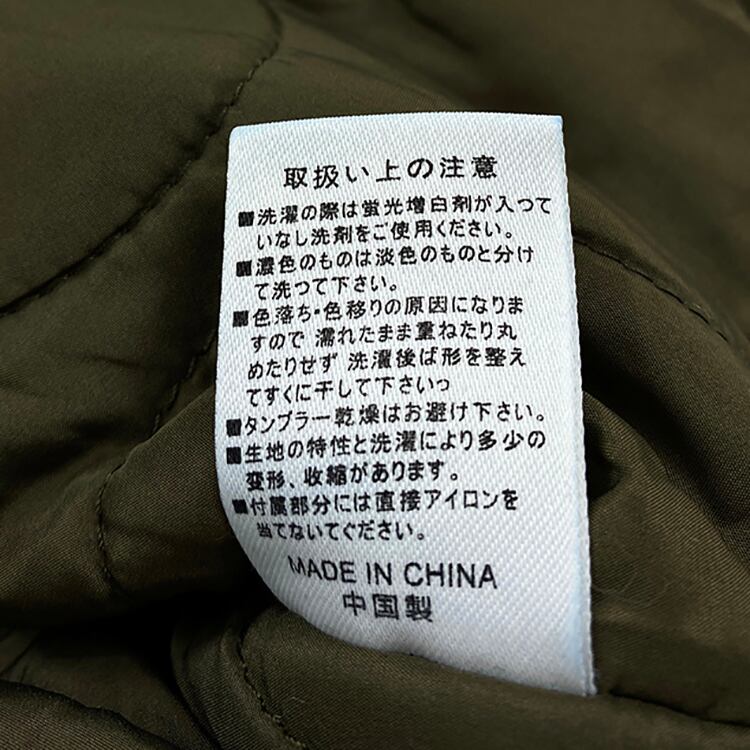 取扱い上の注意
■洗濯の際は蛍光増白剤が入つて
いなし洗剤をご使用ください。
■濃色のものは淡色のものと分け
て洗つて下さい。
■色落ち・色移りの原因になりま
すので 濡れたまま重ねたり丸
めたりせず 洗濯後ば形を整え
てすくに干して下さいっ
■タンプラー乾燥はお避け下さい。
■生地の特性と洗濯により多少の
変形、収縮があります。
■付属部分には直接アイロンを
当てないてください。
MADE IN CHINA
中国製